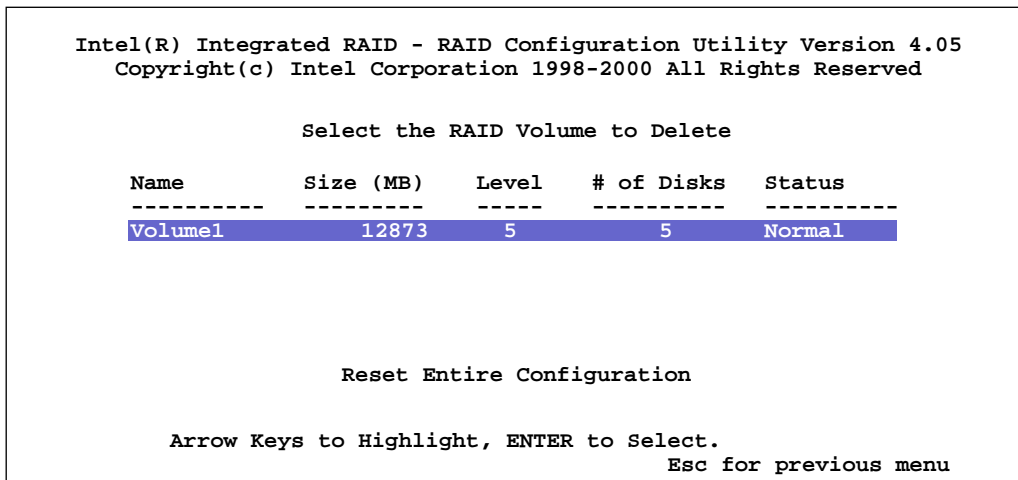 Intel(R) Integrated RAID - RAID Configuration Utility Version 4.05
Copyright(c) Intel Corporation 1998-2000 All Rights Reserved
Select the RAID Volume to Delete
Name Size (MB) Level # of Disks Status
---------- --------- ----- ---------- ----------
Volume1 12873 5 5 Normal
Reset Entire Configuration
Arrow Keys to Highlight, ENTER to Select.
Esc for previous menu